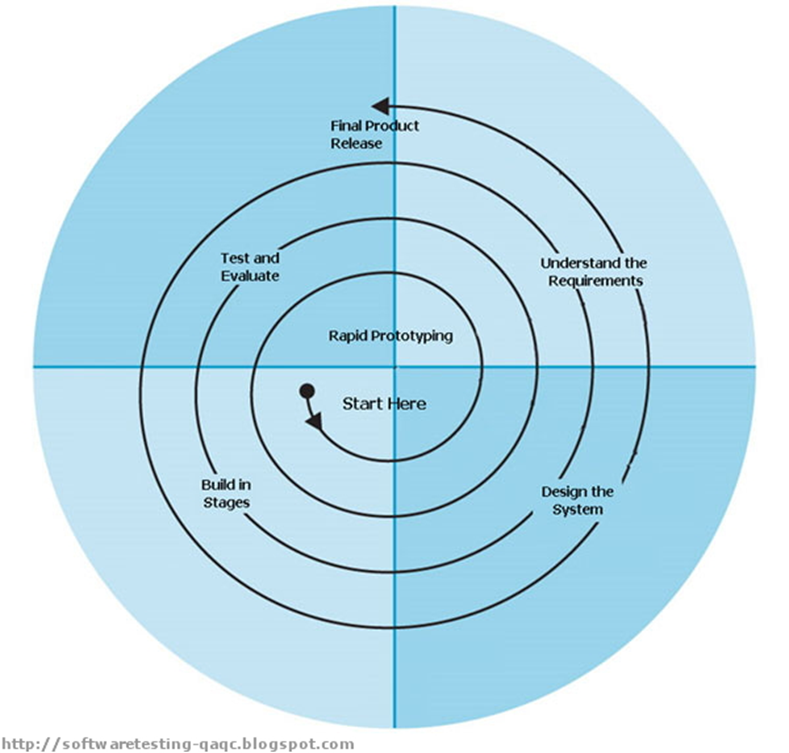 Final Product
Release
Test and
Evaluate
Understand the
Requirements
Rapid Prototyping
Start Here
Build in
Stages
Design the
System
http://softwaretesting-qaqc.blogspot.com